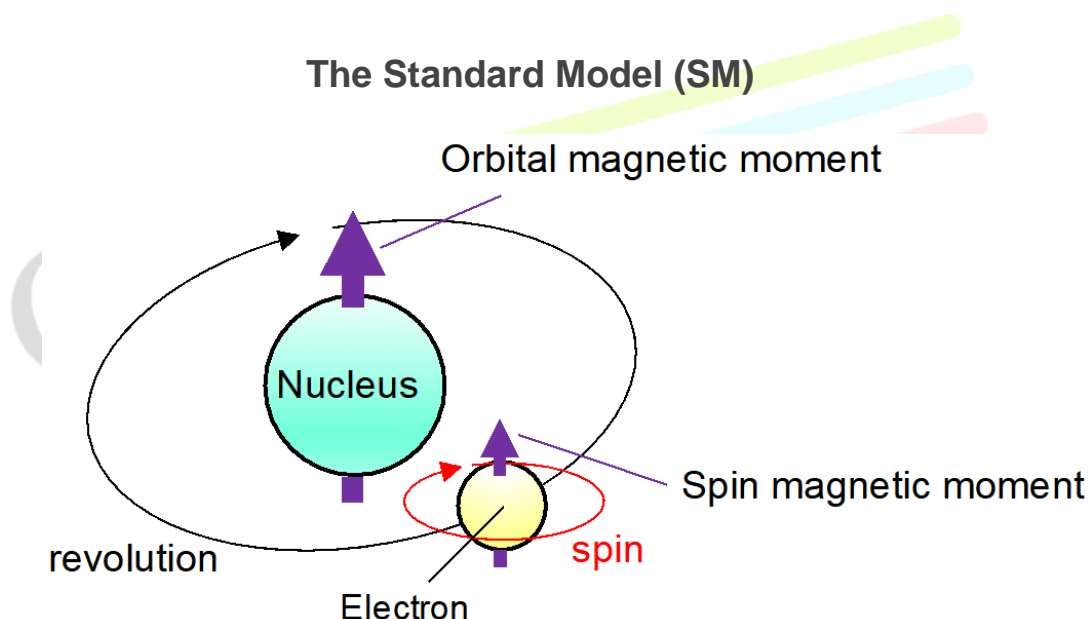 The Standard Model (SM)
Orbital magnetic moment
Nucleus
Spin magnetic moment
spin
revolution
Electron